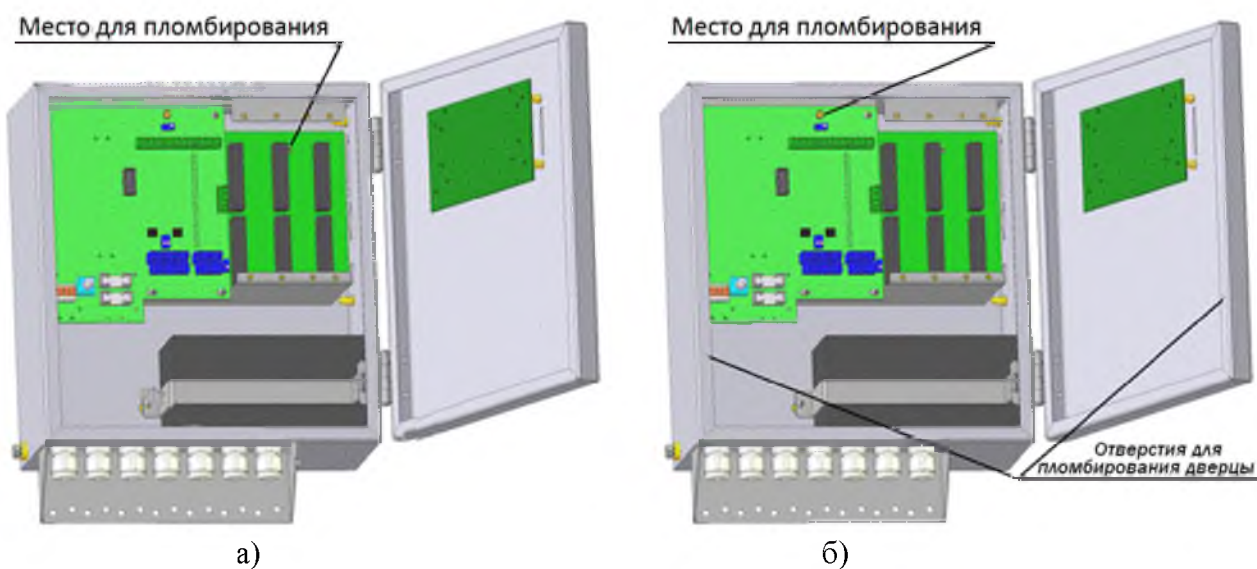 Место для пломбирования
Место для пломбирования
Отверстия для
пломбирования дверцы
а)
б)